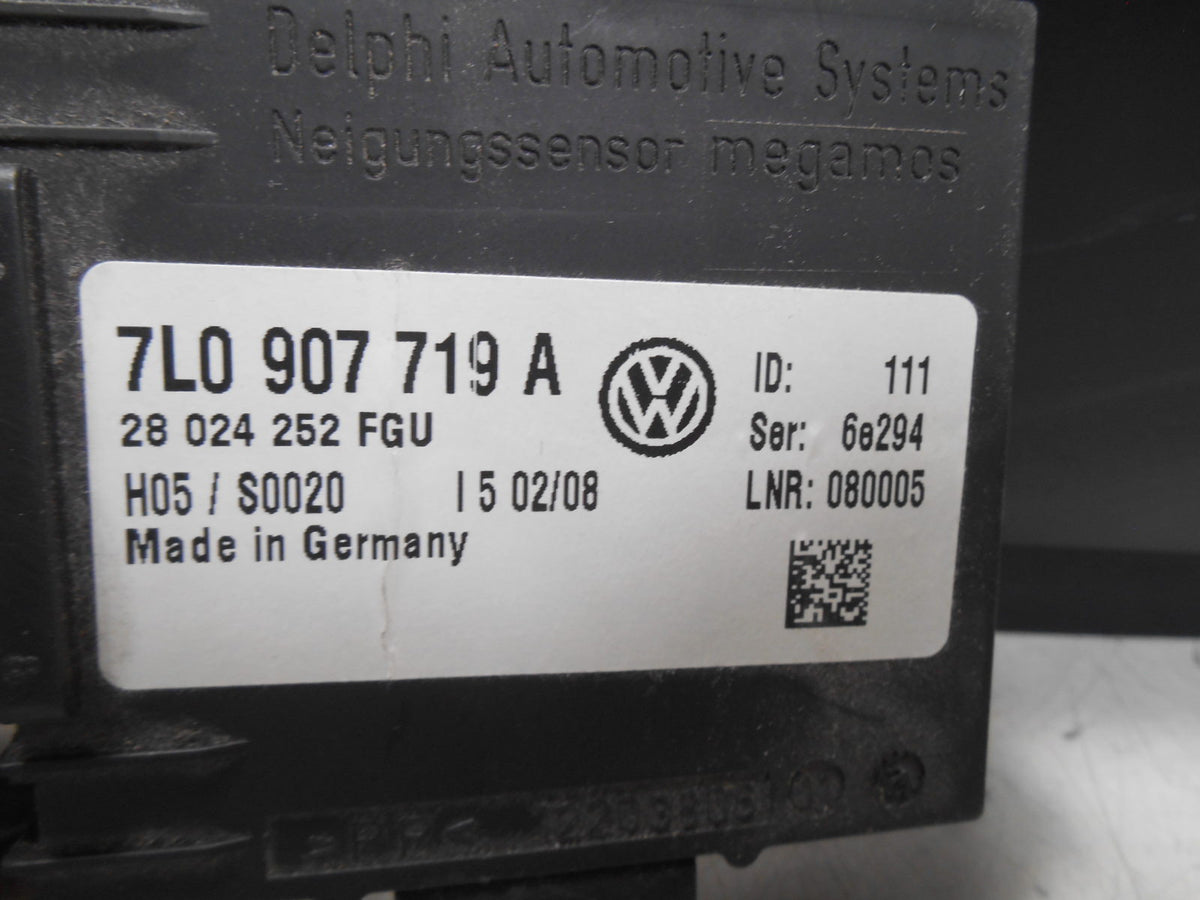 Delphi Automotive Systems
Neigungssensor megamos
7L0 907 719 A
ID: 111
28 024 252 FGU
Ser: 6e294
H05 / S0020 I 5 02/08
LNR: 080005
Made in Germany